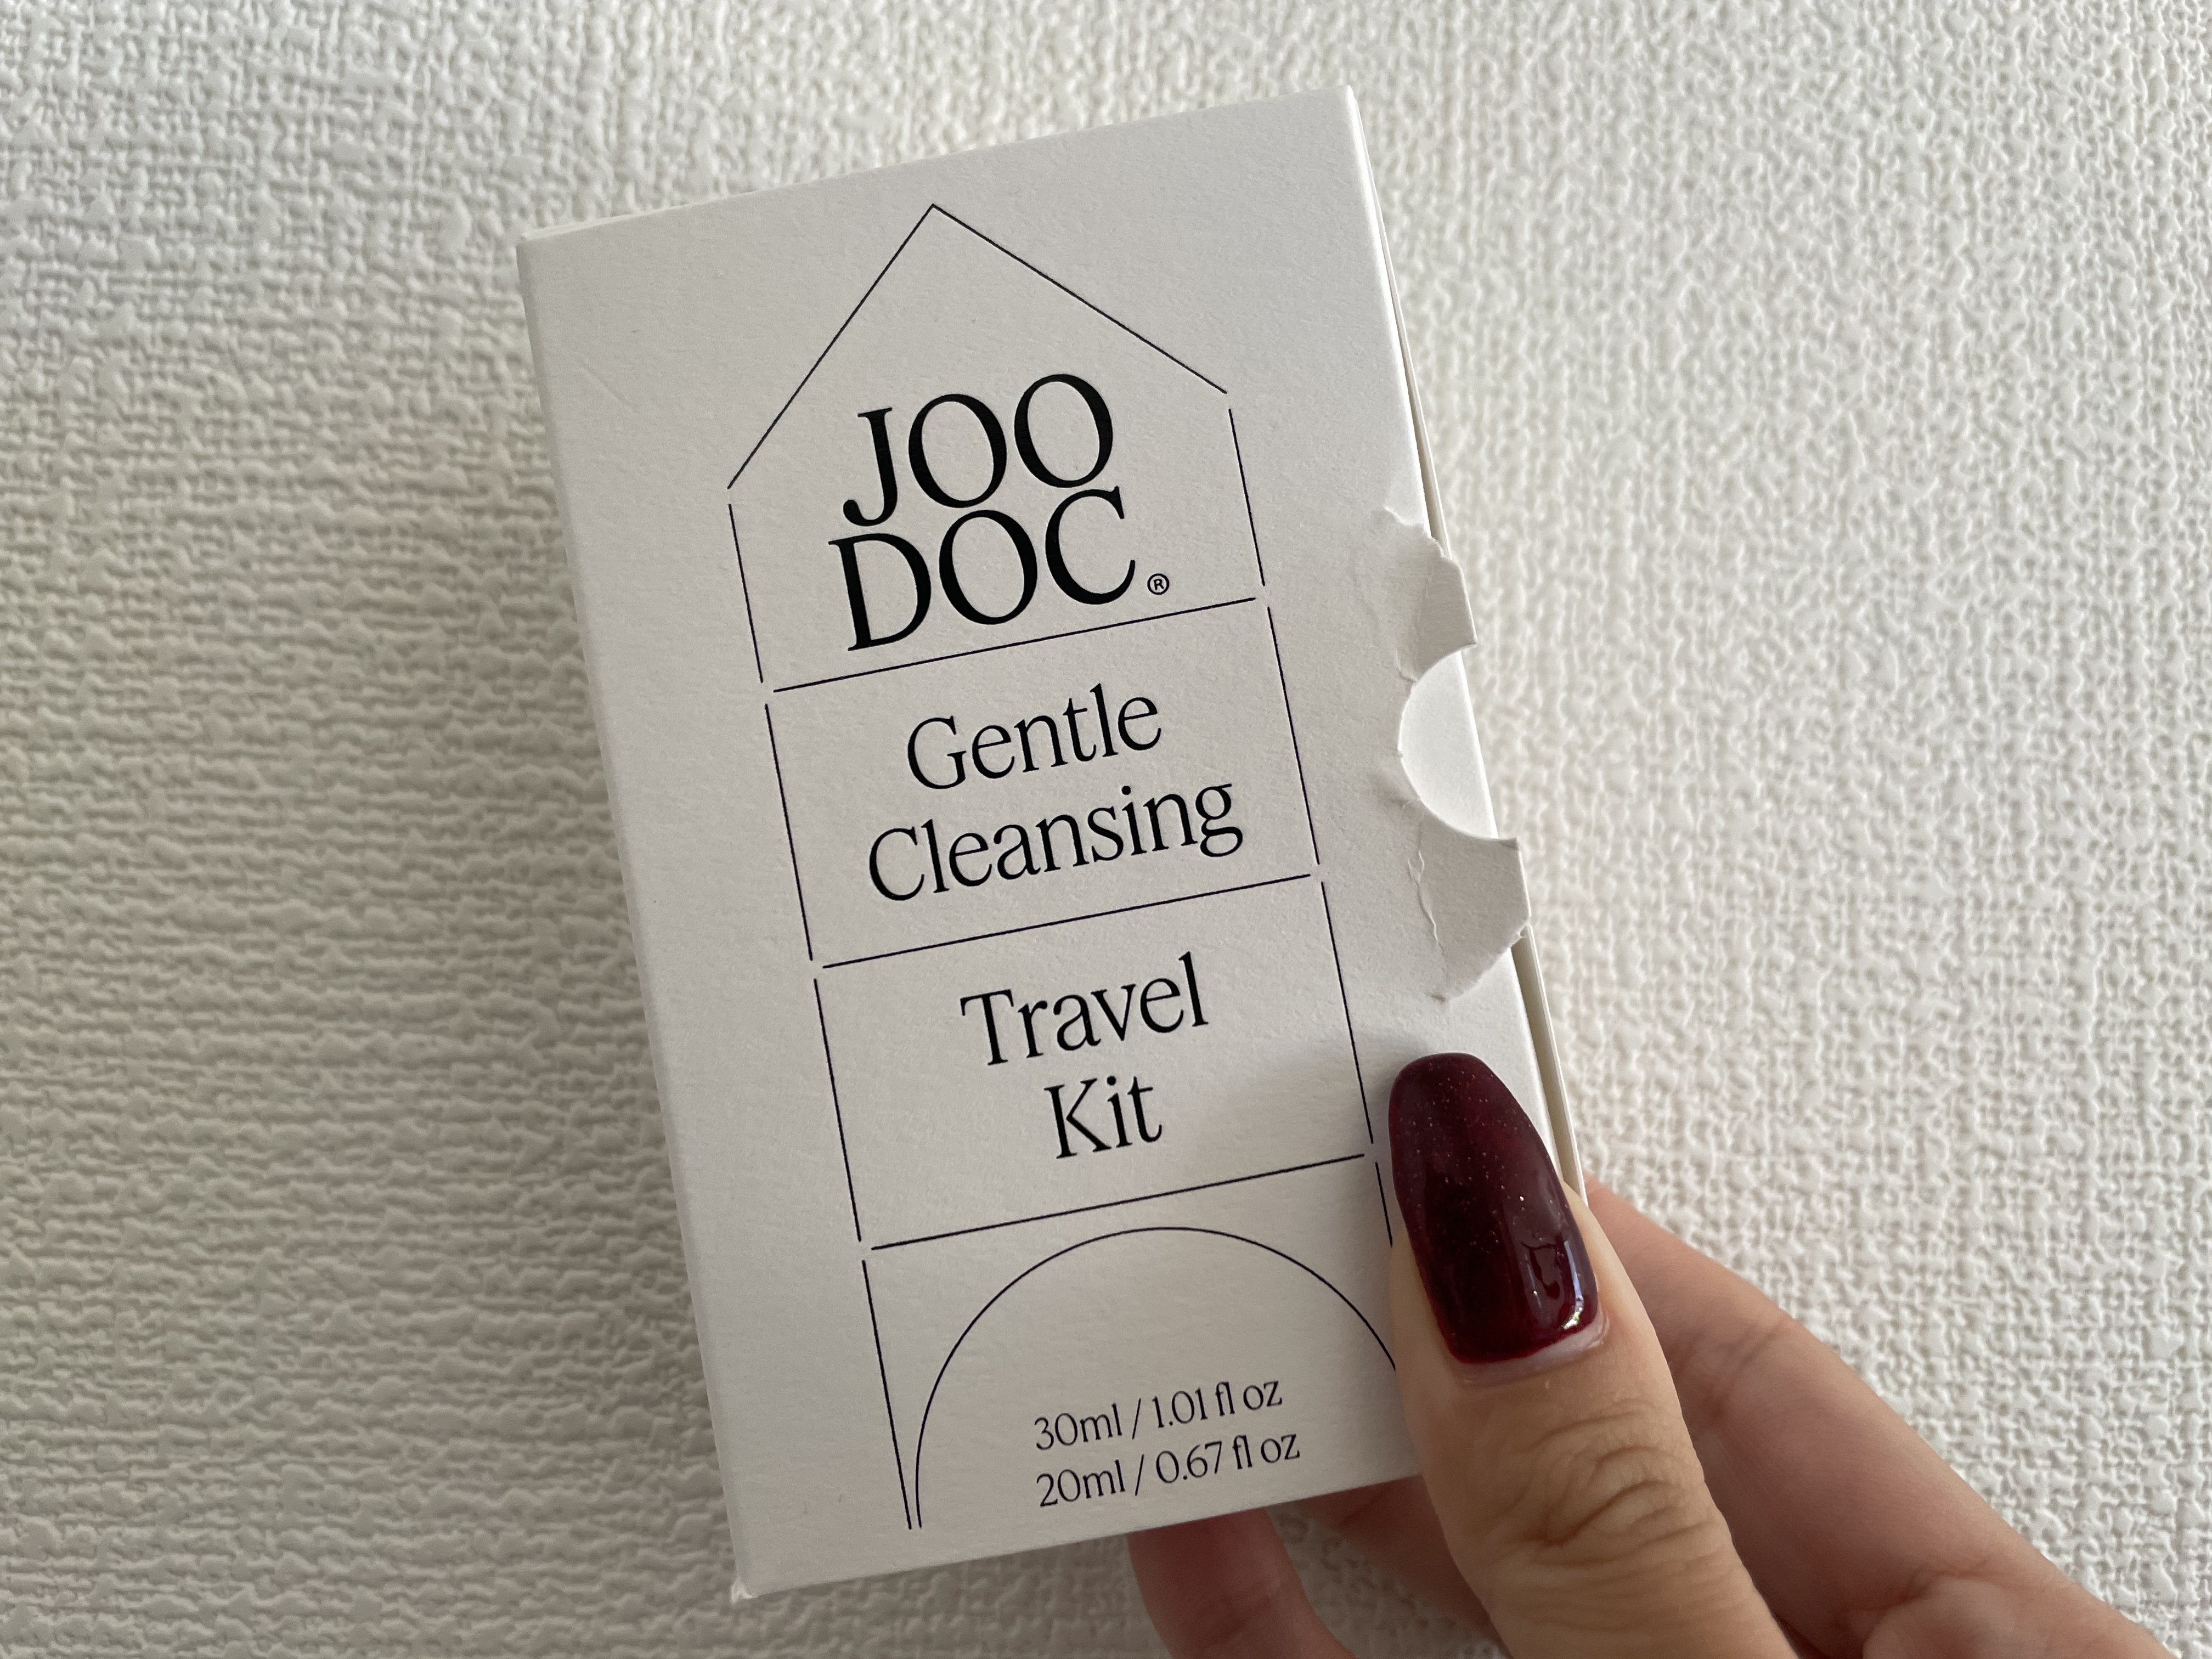 JOO
DOC.®
Gentle
Cleansing
Travel
Kit
30ml / 1.01 fl oz
20ml / 0.67 fl oz